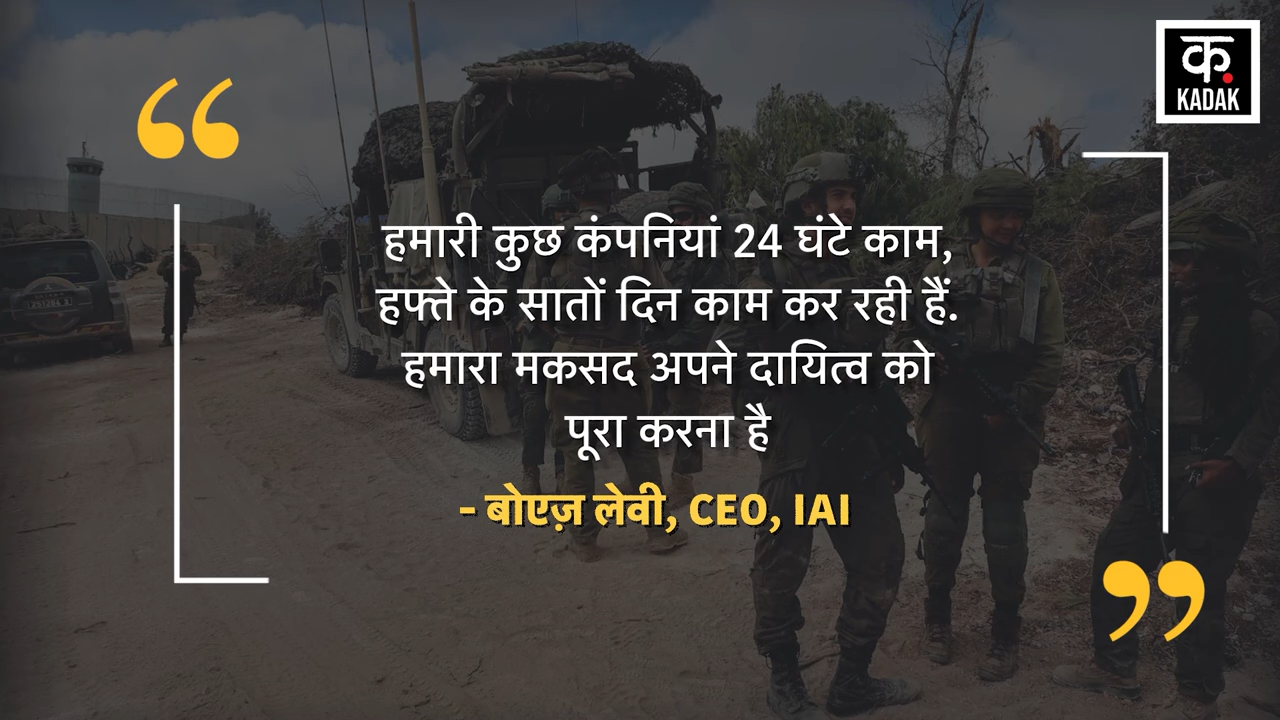 क.
KADAK
“
हमारी कुछ कंपनियां 24 घंटे काम,
हफ्ते के सातों दिन काम कर रही हैं.
हमारा मकसद अपने दायित्व को
पूरा करना है
- बोएज़ लेवी, CEO, IAI
”